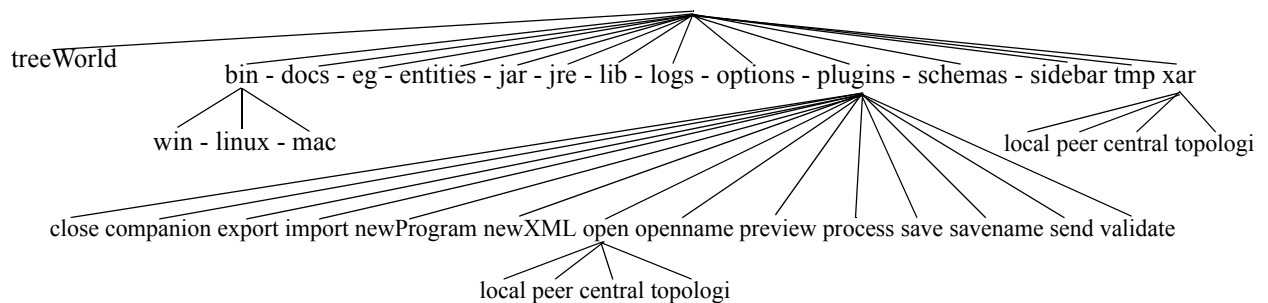 treeWorld
bin - docs - eg - entities - jar - jre - lib - logs - options - plugins - schemas - sidebar tmp xar
win - linux - mac
local peer central topologi
close companion export import newProgram newXML open openname preview process save savename send validate
local peer central topologi